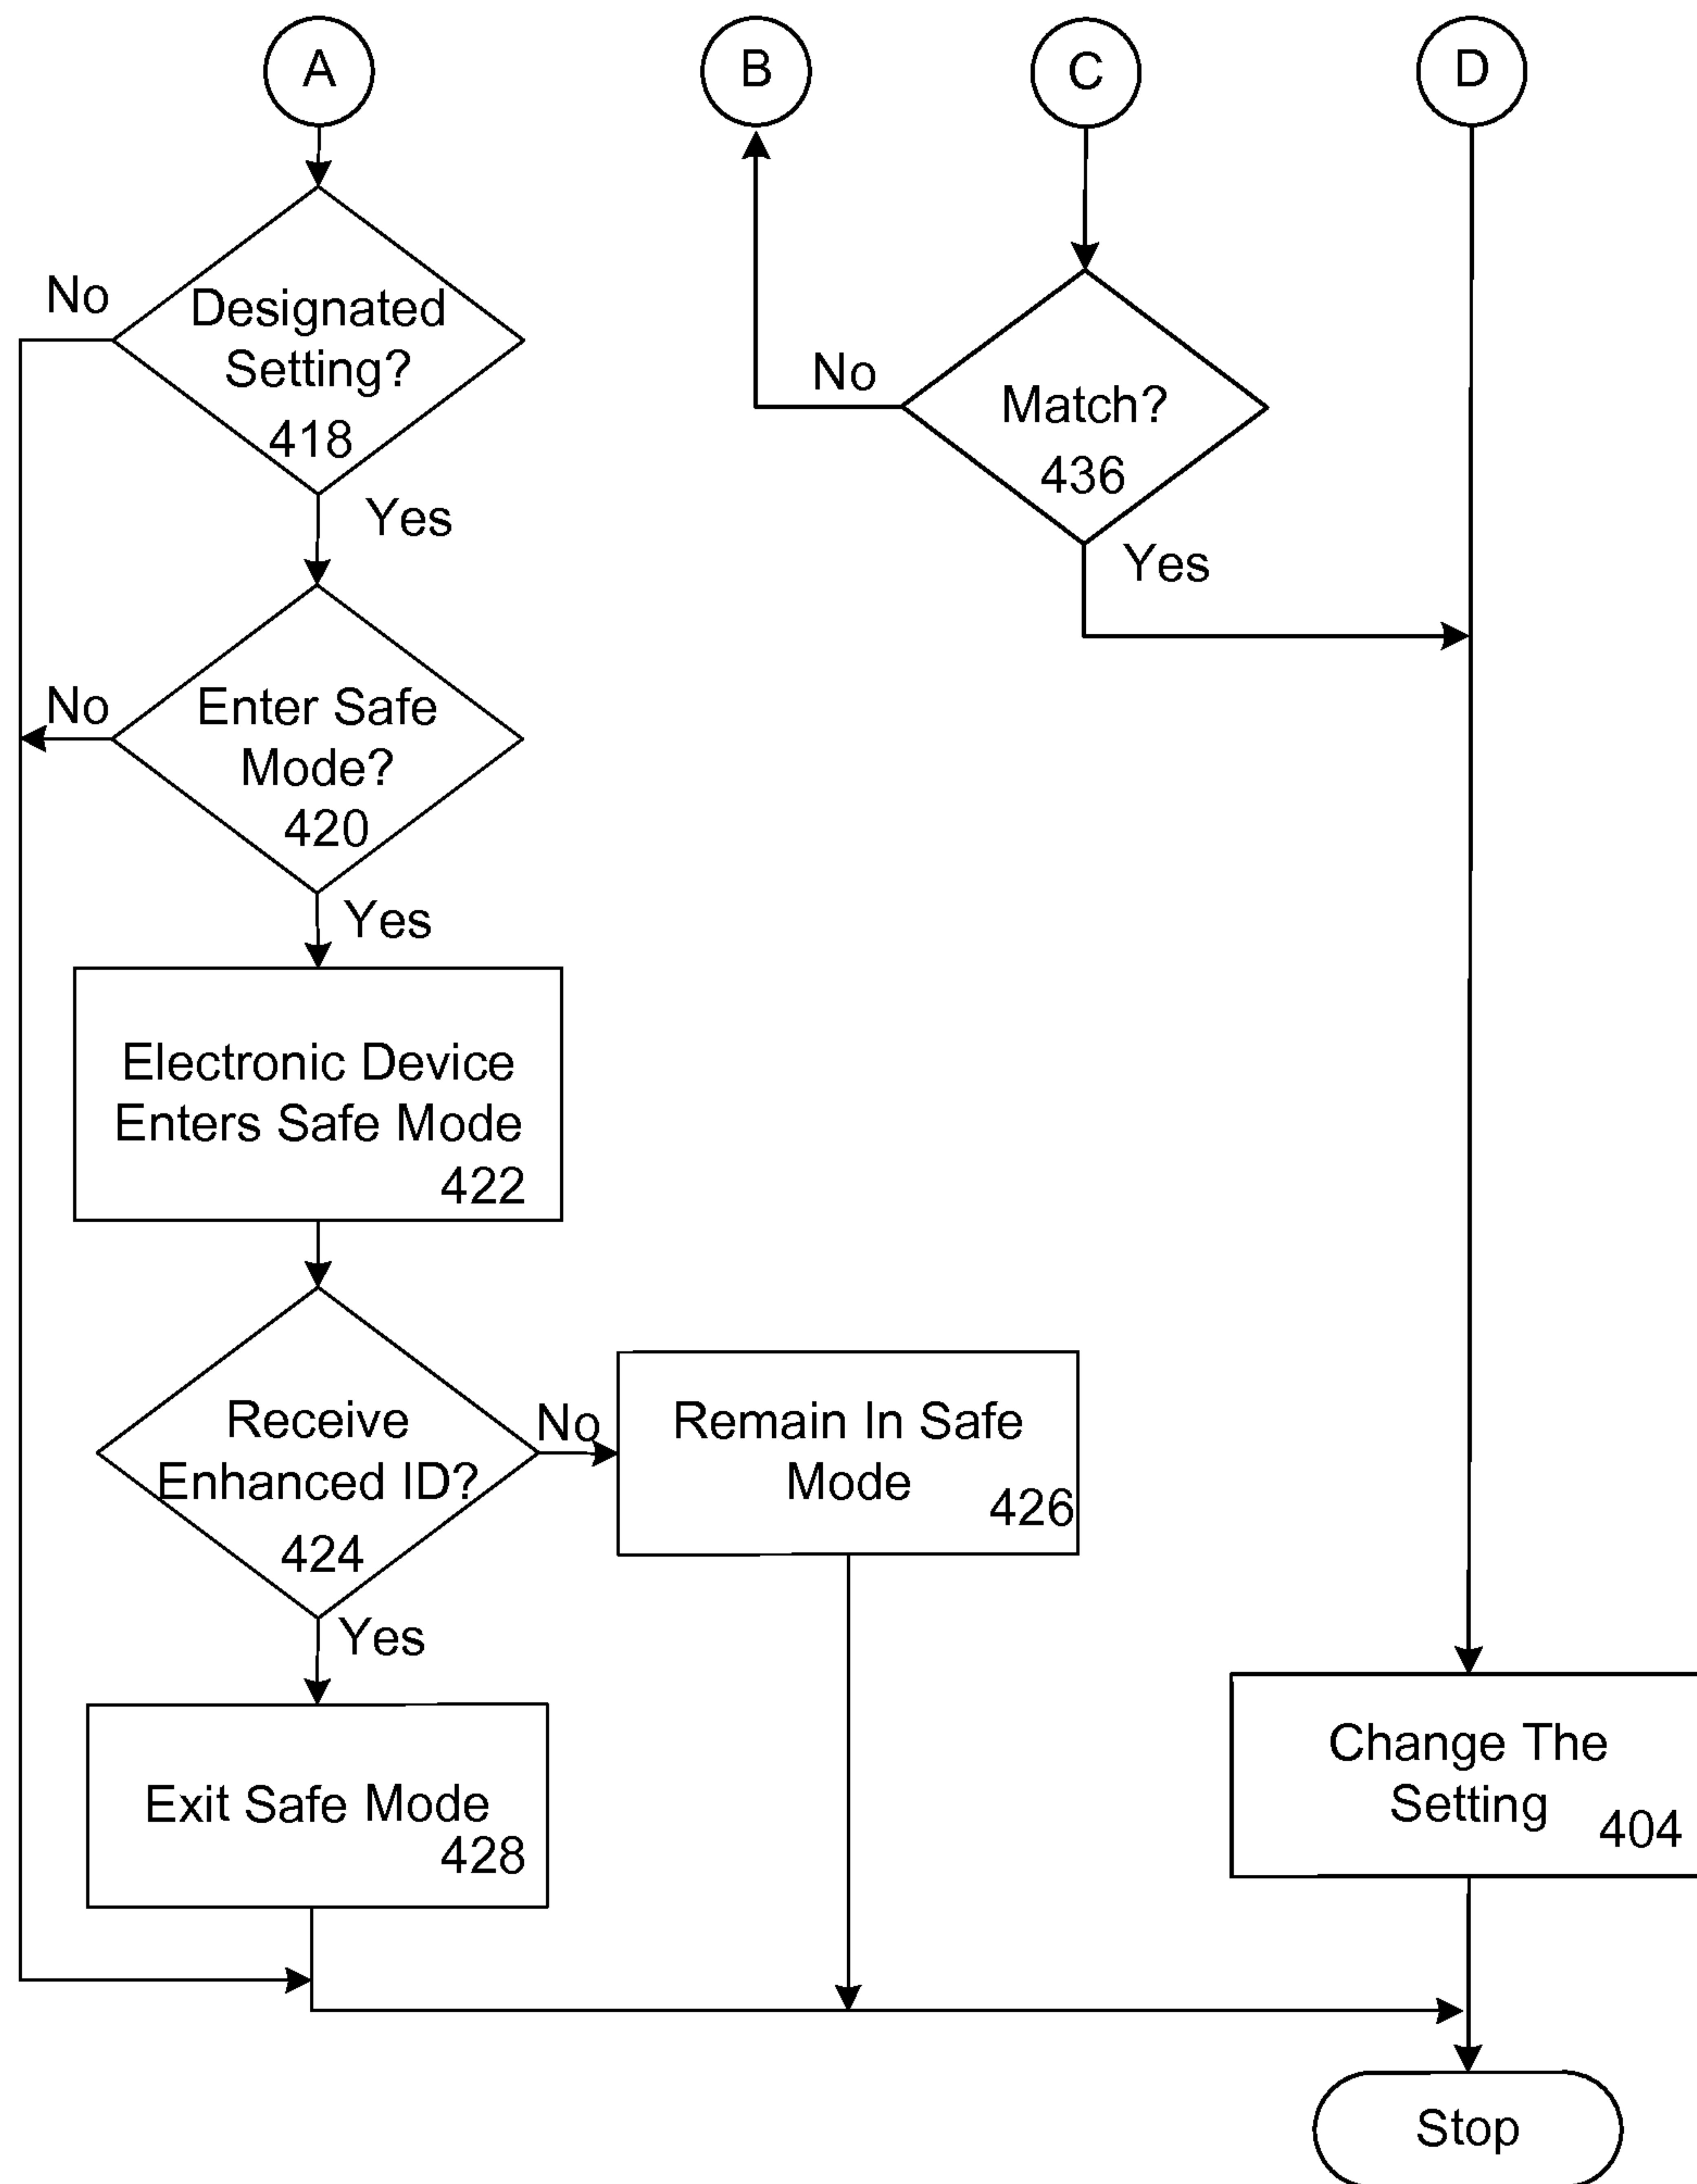 A
B
C
D
No
Designated
Setting?
418
Yes
No
Match?
436
Yes
No
Enter Safe
Mode?
420
Yes
Electronic Device
Enters Safe Mode
422
Receive
Enhanced ID?
424
No
Remain In Safe
Mode
426
Yes
Exit Safe Mode
428
Change The
Setting
404
Stop